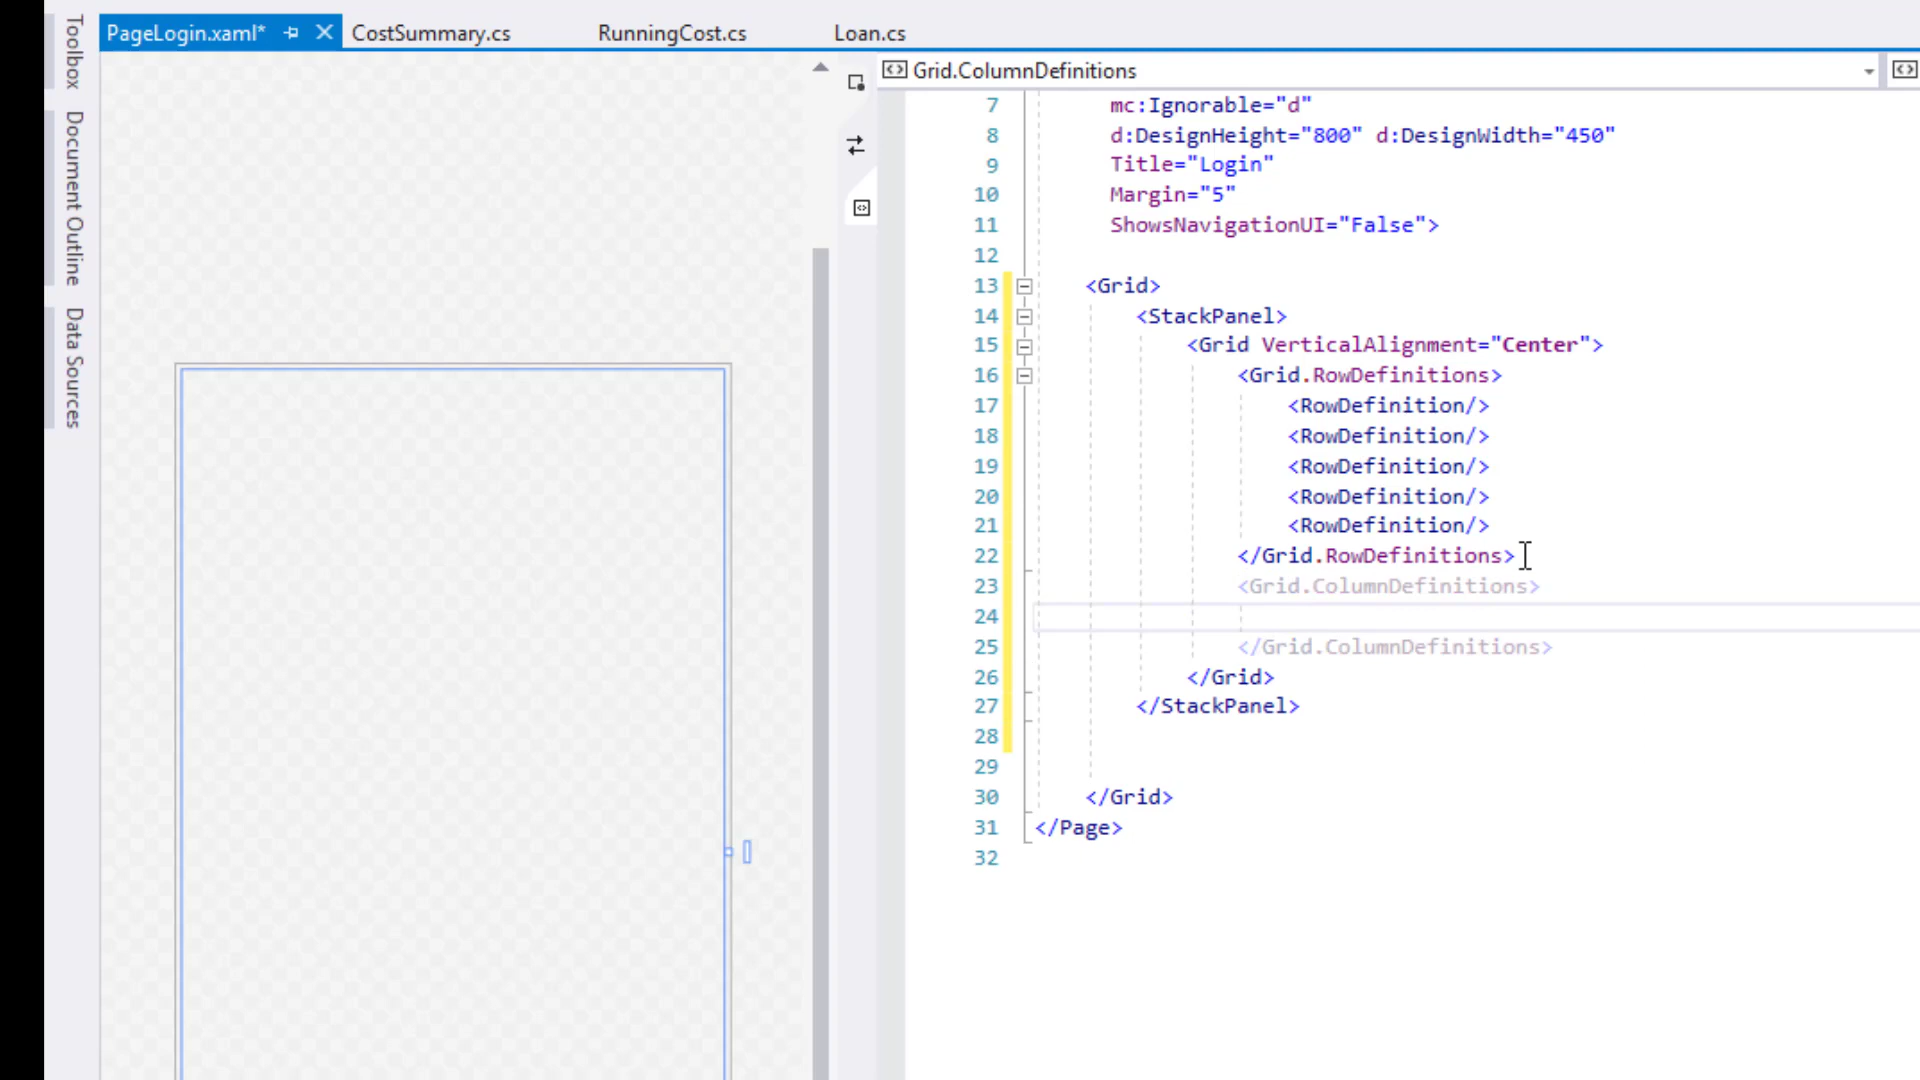 Toolbox
Document Outline
Data Sources
PageLogin.xaml*
CostSummary.cs
RunningCost.cs
Loan.cs
Grid.ColumnDefinitions
7 mc:Ignorable="d"
8 d:DesignHeight="800" d:DesignWidth="450"
9 Title="Login"
10 Margin="5"
11 ShowsNavigationUI="False">
12
13 <Grid>
14 <StackPanel>
15 <Grid VerticalAlignment="Center">
16 <Grid.RowDefinitions>
17 <RowDefinition/>
18 <RowDefinition/>
19 <RowDefinition/>
20 <RowDefinition/>
21 <RowDefinition/>
22 </Grid.RowDefinitions>
23 <Grid.ColumnDefinitions>
24
25 </Grid.ColumnDefinitions>
26 </Grid>
27 </StackPanel>
28
29
30 </Grid>
31 </Page>
32